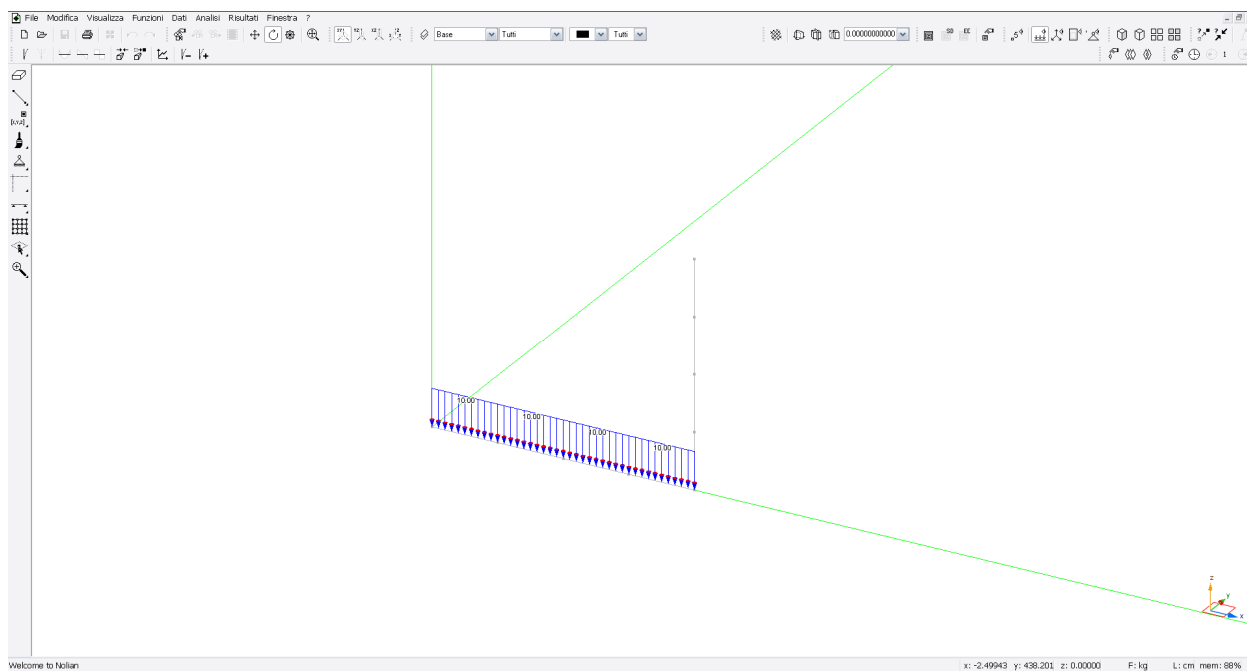 File Modifica Visualizza Funzioni Dati Analisi Risultati Finestra ?
Base Tutti Tutti 0.00000000000
1
10.00
10.00
10.00
10.00
z
y
x
Welcome to Nolian x: -2.49943 y: 438.201 z: 0.00000 F: kg L: cm mem: 88%